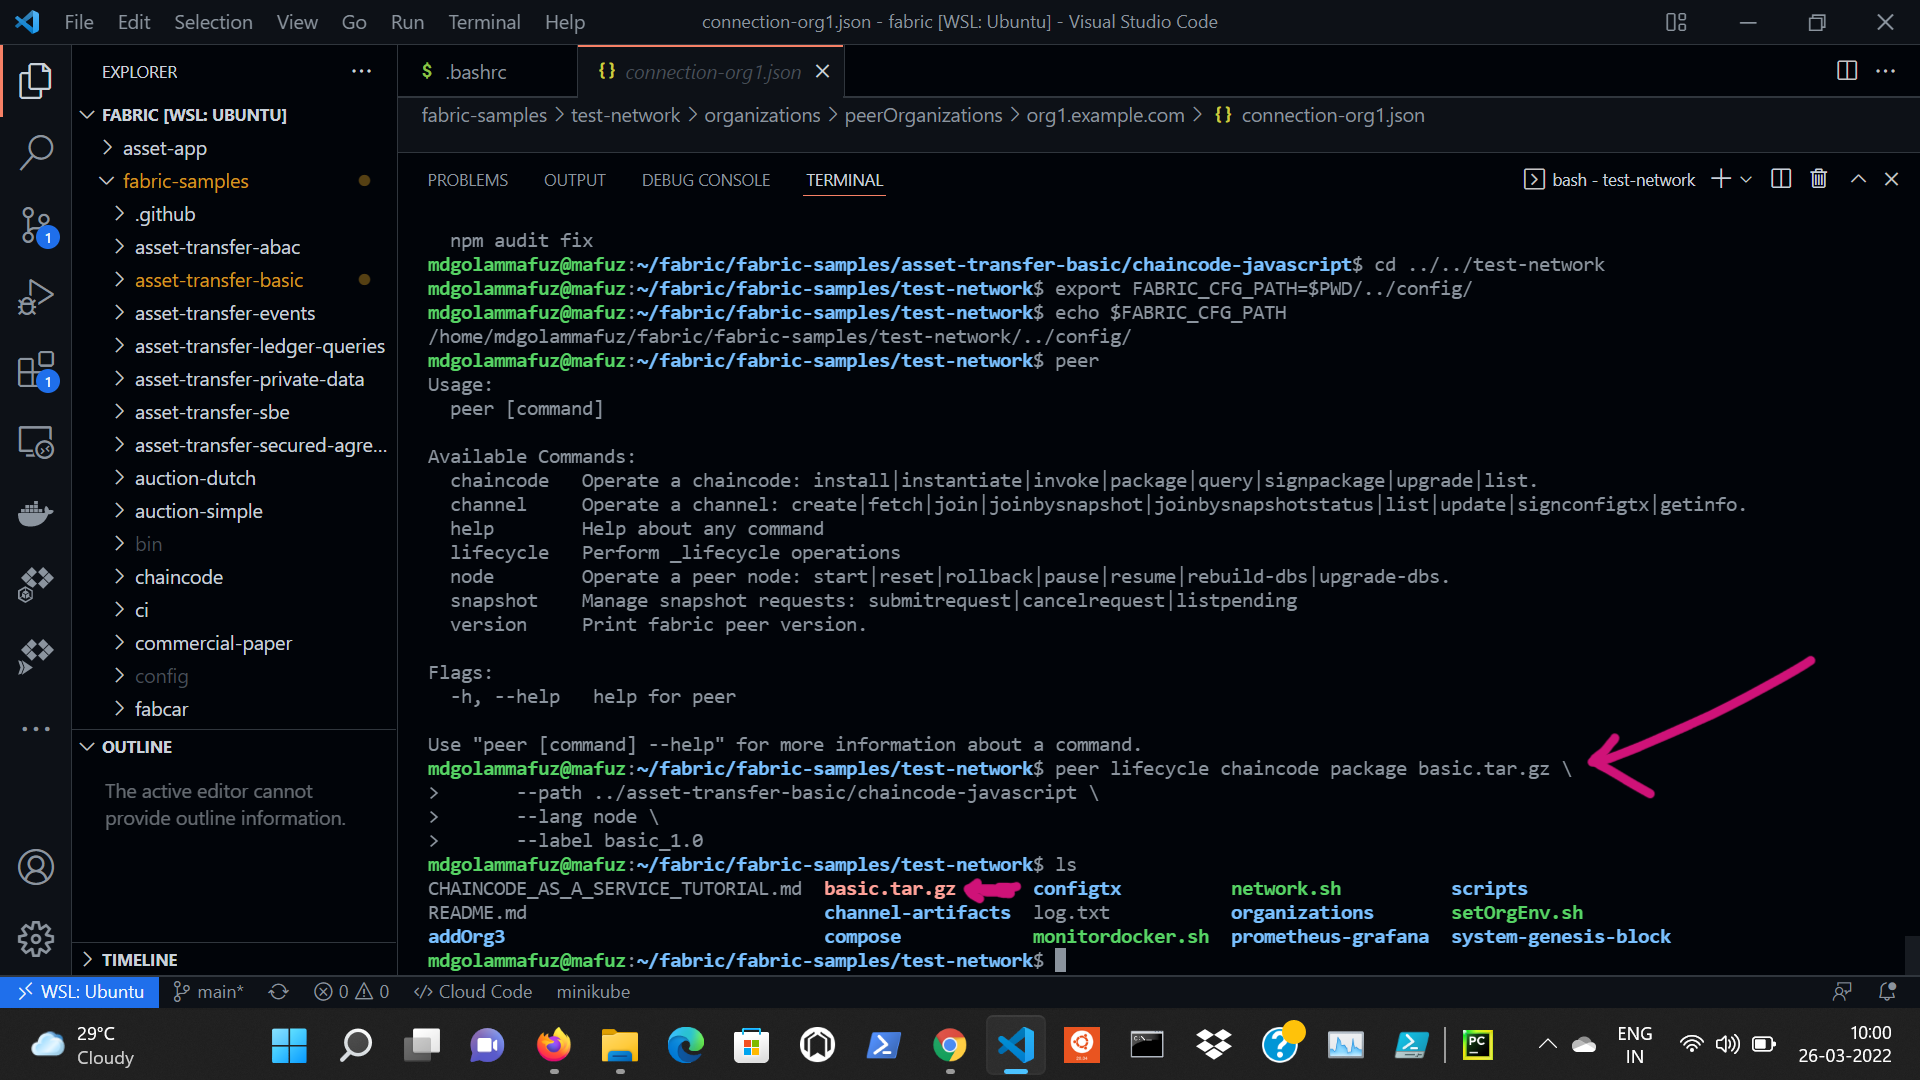 File Edit Selection View Go Run Terminal Help
connection-org1.json - fabric [WSL: Ubuntu] - Visual Studio Code
EXPLORER
FABRIC [WSL: UBUNTU]
asset-app
fabric-samples
.github
asset-transfer-abac
asset-transfer-basic
asset-transfer-events
asset-transfer-ledger-queries
asset-transfer-private-data
asset-transfer-sbe
asset-transfer-secured-agre...
auction-dutch
auction-simple
bin
chaincode
ci
commercial-paper
config
fabcar
OUTLINE
The active editor cannot
provide outline information.
TIMELINE
1
1
$ .bashrc
{} connection-org1.json
fabric-samples > test-network > organizations > peerOrganizations > org1.example.com > {} connection-org1.json
PROBLEMS OUTPUT DEBUG CONSOLE TERMINAL
bash - test-network
npm audit fix
mdgolammafuz@mafuz:~/fabric/fabric-samples/asset-transfer-basic/chaincode-javascript$ cd ../../test-network
mdgolammafuz@mafuz:~/fabric/fabric-samples/test-network$ export FABRIC_CFG_PATH=$PWD/../config/
mdgolammafuz@mafuz:~/fabric/fabric-samples/test-network$ echo $FABRIC_CFG_PATH
/home/mdgolammafuz/fabric/fabric-samples/test-network/../config/
mdgolammafuz@mafuz:~/fabric/fabric-samples/test-network$ peer
Usage:
peer [command]
Available Commands:
chaincode Operate a chaincode: install|instantiate|invoke|package|query|signpackage|upgrade|list.
channel Operate a channel: create|fetch|join|joinbysnapshot|joinbysnapshotstatus|list|update|signconfigtx|getinfo.
help Help about any command
lifecycle Perform _lifecycle operations
node Operate a peer node: start|reset|rollback|pause|resume|rebuild-dbs|upgrade-dbs.
snapshot Manage snapshot requests: submitrequest|cancelrequest|listpending
version Print fabric peer version.
Flags:
-h, --help help for peer
Use "peer [command] --help" for more information about a command.
mdgolammafuz@mafuz:~/fabric/fabric-samples/test-network$ peer lifecycle chaincode package basic.tar.gz \
> --path ../asset-transfer-basic/chaincode-javascript \
> --lang node \
> --label basic_1.0
mdgolammafuz@mafuz:~/fabric/fabric-samples/test-network$ ls
CHAINCODE_AS_A_SERVICE_TUTORIAL.md basic.tar.gz configtx network.sh scripts
README.md channel-artifacts log.txt organizations setOrgEnv.sh
addOrg3 compose monitordocker.sh prometheus-grafana system-genesis-block
mdgolammafuz@mafuz:~/fabric/fabric-samples/test-network$
WSL: Ubuntu main* 0 0 Cloud Code minikube
29°C
Cloudy
PC
ENG
IN
10:00
26-03-2022